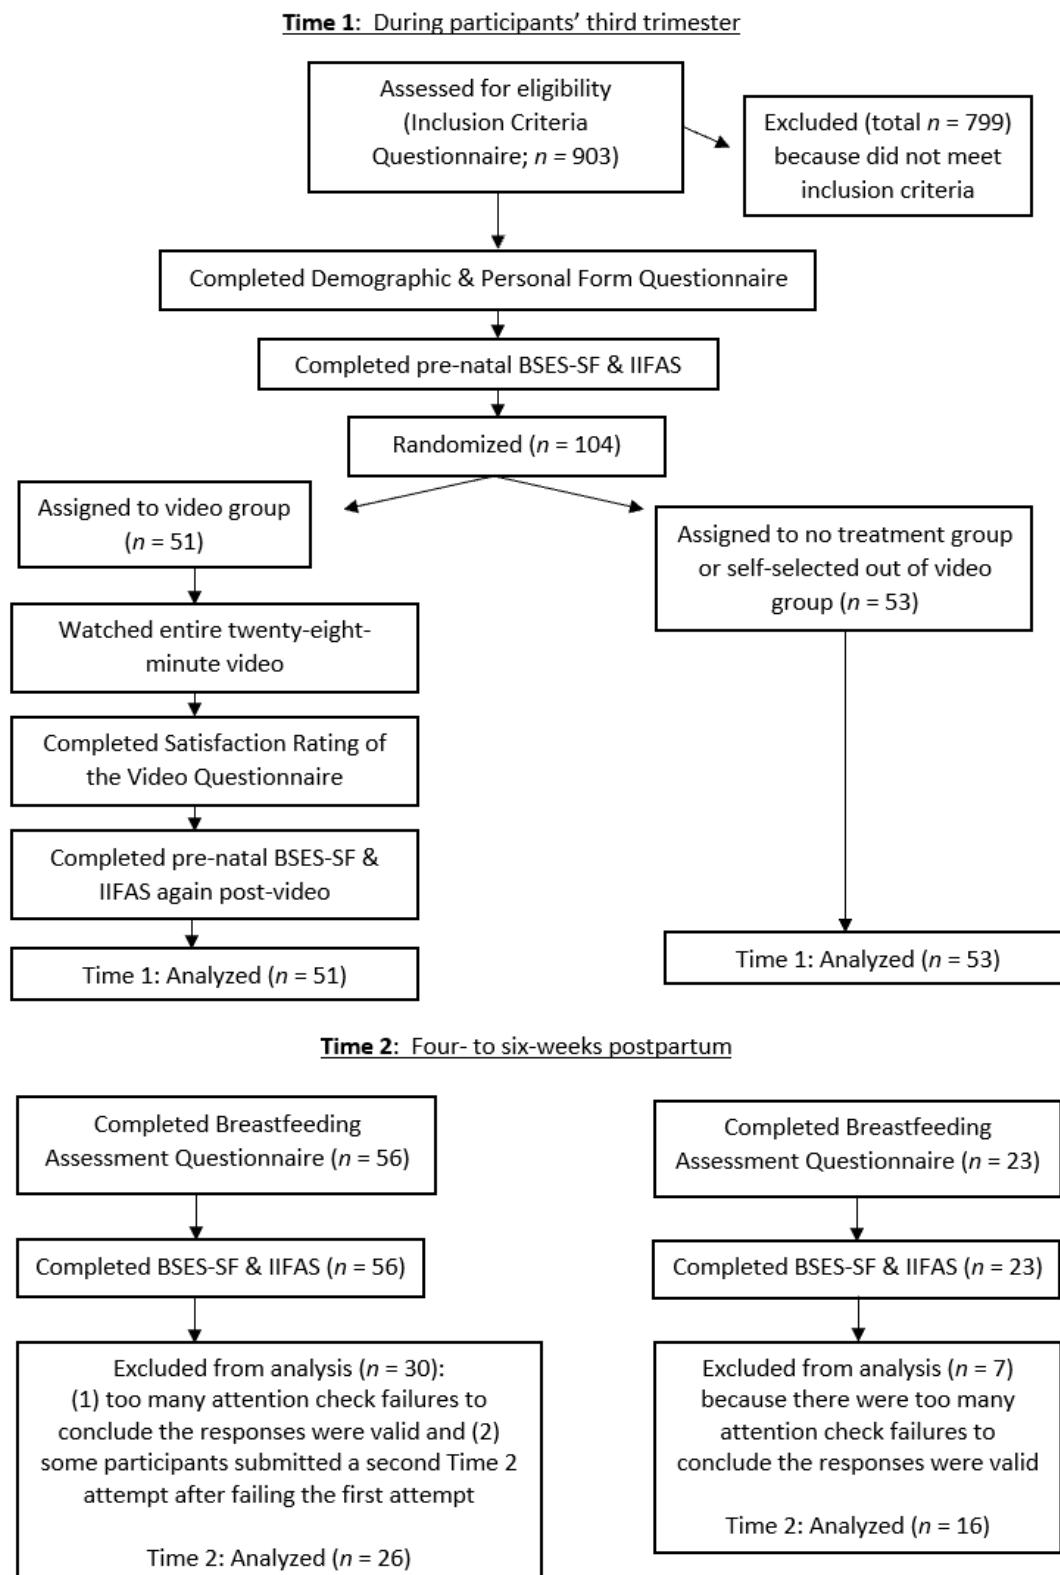 Time 1: During participants' third trimester
Assessed for eligibility
(Inclusion Criteria
Questionnaire; n = 903)
Excluded (total n = 799)
because did not meet
inclusion criteria
Completed Demographic & Personal Form Questionnaire
Completed pre-natal BSES-SF & IIFAS
Randomized (n = 104)
Assigned to video group
(n = 51)
Assigned to no treatment group
or self-selected out of video
group (n = 53)
Watched entire twenty-eight-
minute video
Completed Satisfaction Rating of
the Video Questionnaire
Completed pre-natal BSES-SF &
IIFAS again post-video
Time 1: Analyzed (n = 51)
Time 1: Analyzed (n = 53)
Time 2: Four- to six-weeks postpartum
Completed Breastfeeding
Assessment Questionnaire (n = 56)
Completed Breastfeeding
Assessment Questionnaire (n = 23)
Completed BSES-SF & IIFAS (n = 56)
Completed BSES-SF & IIFAS (n = 23)
Excluded from analysis (n = 30):
(1) too many attention check failures to
conclude the responses were valid and (2)
some participants submitted a second Time 2
attempt after failing the first attempt
Time 2: Analyzed (n = 26)
Excluded from analysis (n = 7)
because there were too many
attention check failures to
conclude the responses were valid
Time 2: Analyzed (n = 16)